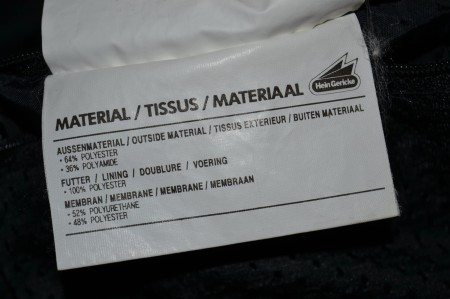 Hein Gericke
MATERIAL / TISSUS / MATERIAAL
AUSSENMATERIAL / OUTSIDE MATERIAL / TISSUS EXTERIEUR / BUITEN MATERIAAL
• 64% POLYESTER
• 36% POLYAMIDE
FUTTER / LINING / DOUBLURE / VOERING
• 100% POLYESTER
MEMBRAN / MEMBRANE / MEMBRANE / MEMBRAAN
• 52% POLYURETHANE
• 48% POLYESTER